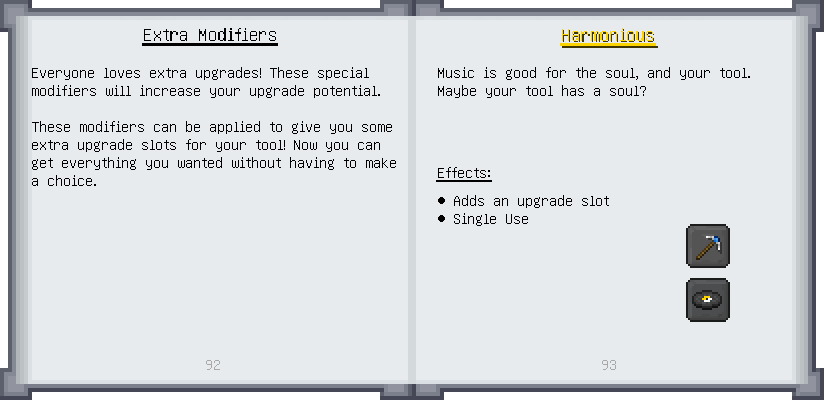 Extra Modifiers
Everyone loves extra upgrades! These special
modifiers will increase your upgrade potential.
These modifiers can be applied to give you some
extra upgrade slots for your tool! Now you can
get everything you wanted without having to make
a choice.
92
Harmonious
Music is good for the soul, and your tool.
Maybe your tool has a soul?
Effects:
● Adds an upgrade slot
● Single Use
93